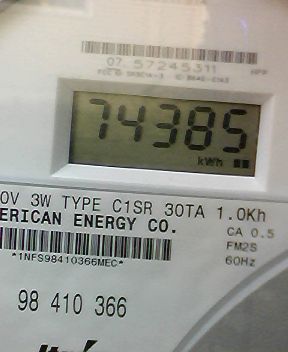 07 57245311
74385
kWh
0V 3W TYPE C1SR 30TA 1.0Kh
ERICAN ENERGY CO.
CA 0.5
FM2S
60Hz
*1NFS98410366MEC*
98 410 366